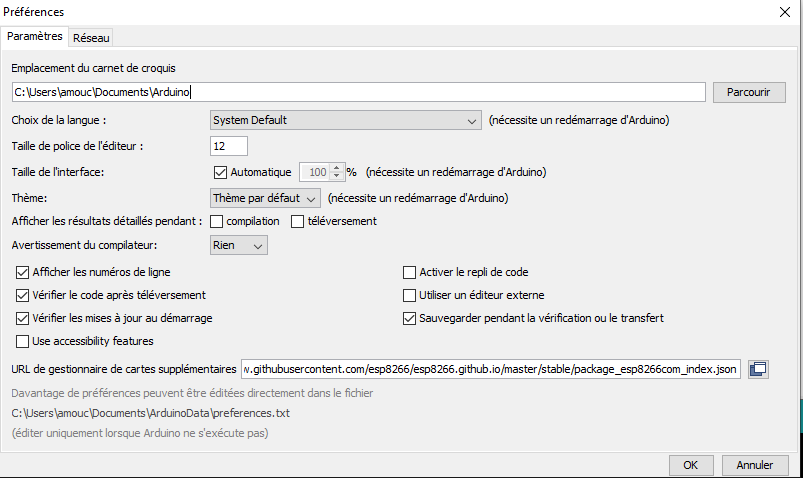 Préférences
Paramètres Réseau
Emplacement du carnet de croquis
C:\Users\amouc\Documents\Arduino Parcourir
Choix de la langue : System Default (nécessite un redémarrage d'Arduino)
Taille de police de l'éditeur : 12
Taille de l'interface: Automatique 100 % (nécessite un redémarrage d'Arduino)
Thème: Thème par défaut (nécessite un redémarrage d'Arduino)
Afficher les résultats détaillés pendant : compilation téléversement
Avertissement du compilateur: Rien
Afficher les numéros de ligne Activer le repli de code
Vérifier le code après téléversement Utiliser un éditeur externe
Vérifier les mises à jour au démarrage Sauvegarder pendant la vérification ou le transfert
Use accessibility features
URL de gestionnaire de cartes supplémentaires .githubusercontent.com/esp8266/esp8266.github.io/master/stable/package_esp8266com_index.json
Davantage de préférences peuvent être éditées directement dans le fichier
C:\Users\amouc\Documents\ArduinoData\preferences.txt
(éditer uniquement lorsque Arduino ne s'exécute pas)
OK Annuler